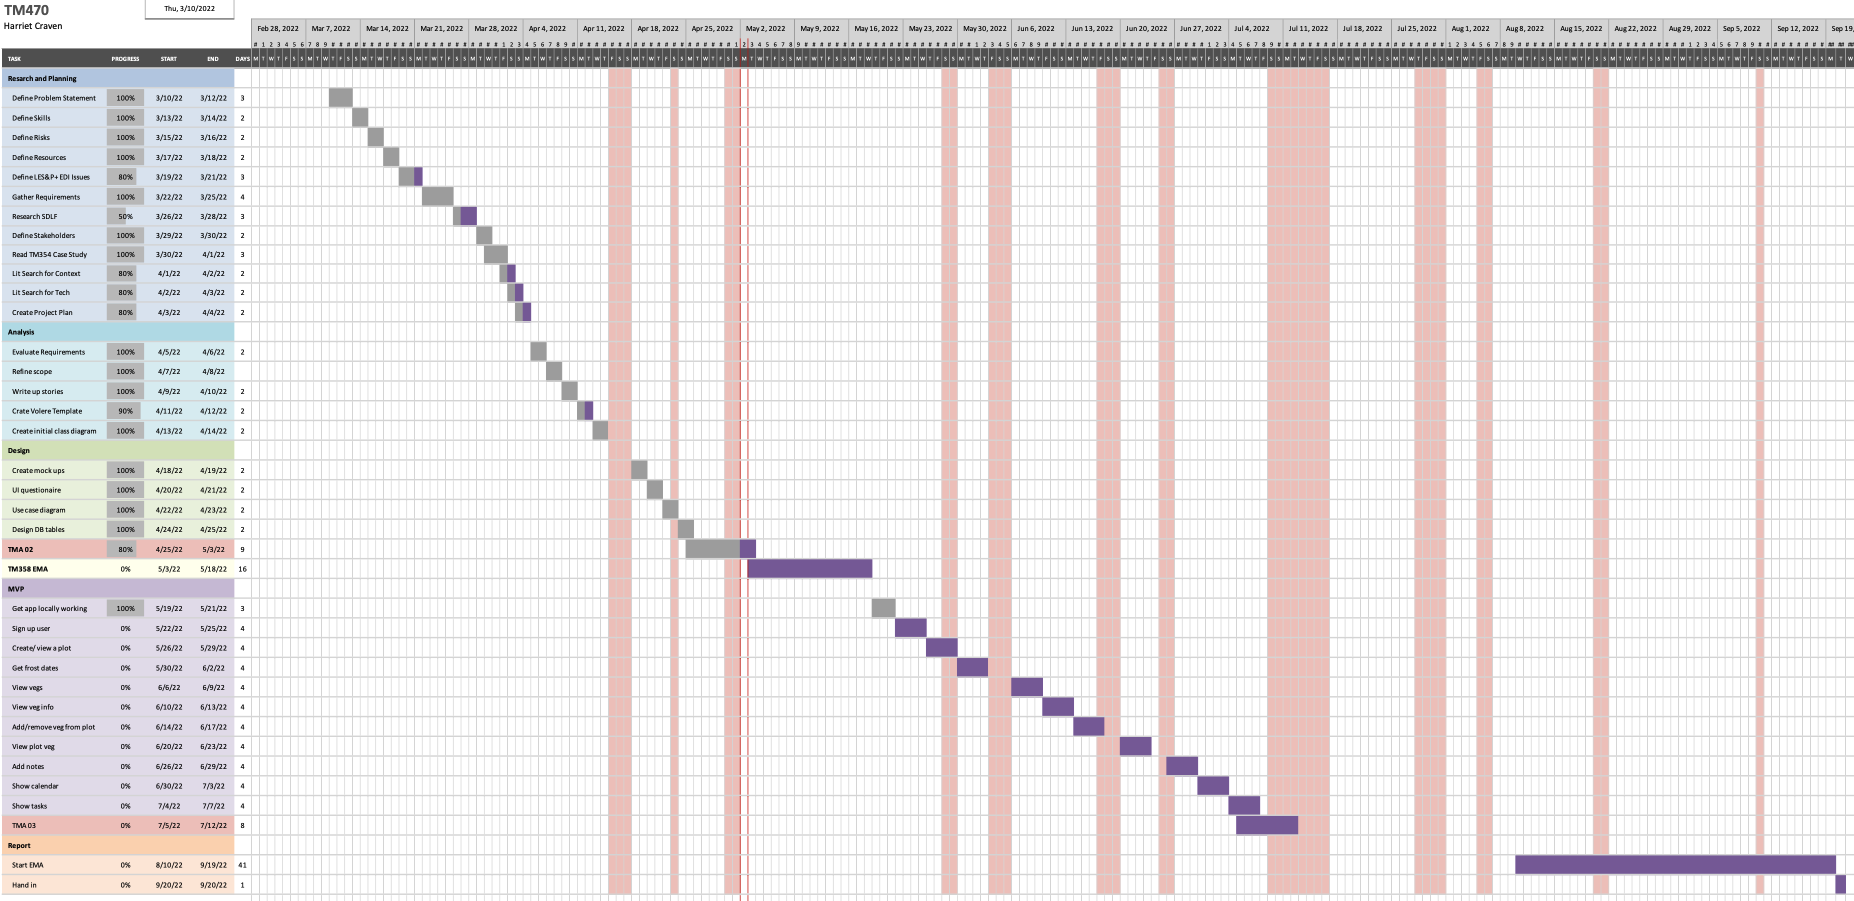 TM470
Thu, 3/10/2022
Harriet Craven
Feb 28, 2022 Mar 7, 2022 Mar 14, 2022 Mar 21, 2022 Mar 28, 2022 Apr 4, 2022 Apr 11, 2022 Apr 18, 2022 Apr 25, 2022 May 2, 2022 May 9, 2022 May 16, 2022 May 23, 2022 May 30, 2022 Jun 6, 2022 Jun 13, 2022 Jun 20, 2022 Jun 27, 2022 Jul 4, 2022 Jul 11, 2022 Jul 18, 2022 Jul 25, 2022 Aug 1, 2022 Aug 8, 2022 Aug 15, 2022 Aug 22, 2022 Aug 29, 2022 Sep 5, 2022 Sep 12, 2022 Sep 19,
TASK PROGRESS START END DAYS
Resarch and Planning
Define Problem Statement 100% 3/10/22 3/12/22 3
Define Skills 100% 3/13/22 3/14/22 2
Define Risks 100% 3/15/22 3/16/22 2
Define Resources 100% 3/17/22 3/18/22 2
Define LES&P+ EDI Issues 80% 3/19/22 3/21/22 3
Gather Requirements 100% 3/22/22 3/25/22 4
Research SDLF 50% 3/26/22 3/28/22 3
Define Stakeholders 100% 3/29/22 3/30/22 2
Read TM354 Case Study 100% 3/30/22 4/1/22 3
Lit Search for Context 80% 4/1/22 4/2/22 2
Lit Search for Tech 80% 4/2/22 4/3/22 2
Create Project Plan 80% 4/3/22 4/4/22 2
Analysis
Evaluate Requirements 100% 4/5/22 4/6/22 2
Refine scope 100% 4/7/22 4/8/22
Write up stories 100% 4/9/22 4/10/22 2
Crate Volere Template 90% 4/11/22 4/12/22 2
Create initial class diagram 100% 4/13/22 4/14/22 2
Design
Create mock ups 100% 4/18/22 4/19/22 2
UI questionaire 100% 4/20/22 4/21/22 2
Use case diagram 100% 4/22/22 4/23/22 2
Design DB tables 100% 4/24/22 4/25/22 2
TMA 02 80% 4/25/22 5/3/22 9
TM358 EMA 0% 5/3/22 5/18/22 16
MVP
Get app locally working 100% 5/19/22 5/21/22 3
Sign up user 0% 5/22/22 5/25/22 4
Create/ view a plot 0% 5/26/22 5/29/22 4
Get frost dates 0% 5/30/22 6/2/22 4
View vegs 0% 6/6/22 6/9/22 4
View veg info 0% 6/10/22 6/13/22 4
Add/remove veg from plot 0% 6/14/22 6/17/22 4
View plot veg 0% 6/20/22 6/23/22 4
Add notes 0% 6/26/22 6/29/22 4
Show calendar 0% 6/30/22 7/3/22 4
Show tasks 0% 7/4/22 7/7/22 4
TMA 03 0% 7/5/22 7/12/22 8
Report
Start EMA 0% 8/10/22 9/19/22 41
Hand in 0% 9/20/22 9/20/22 1